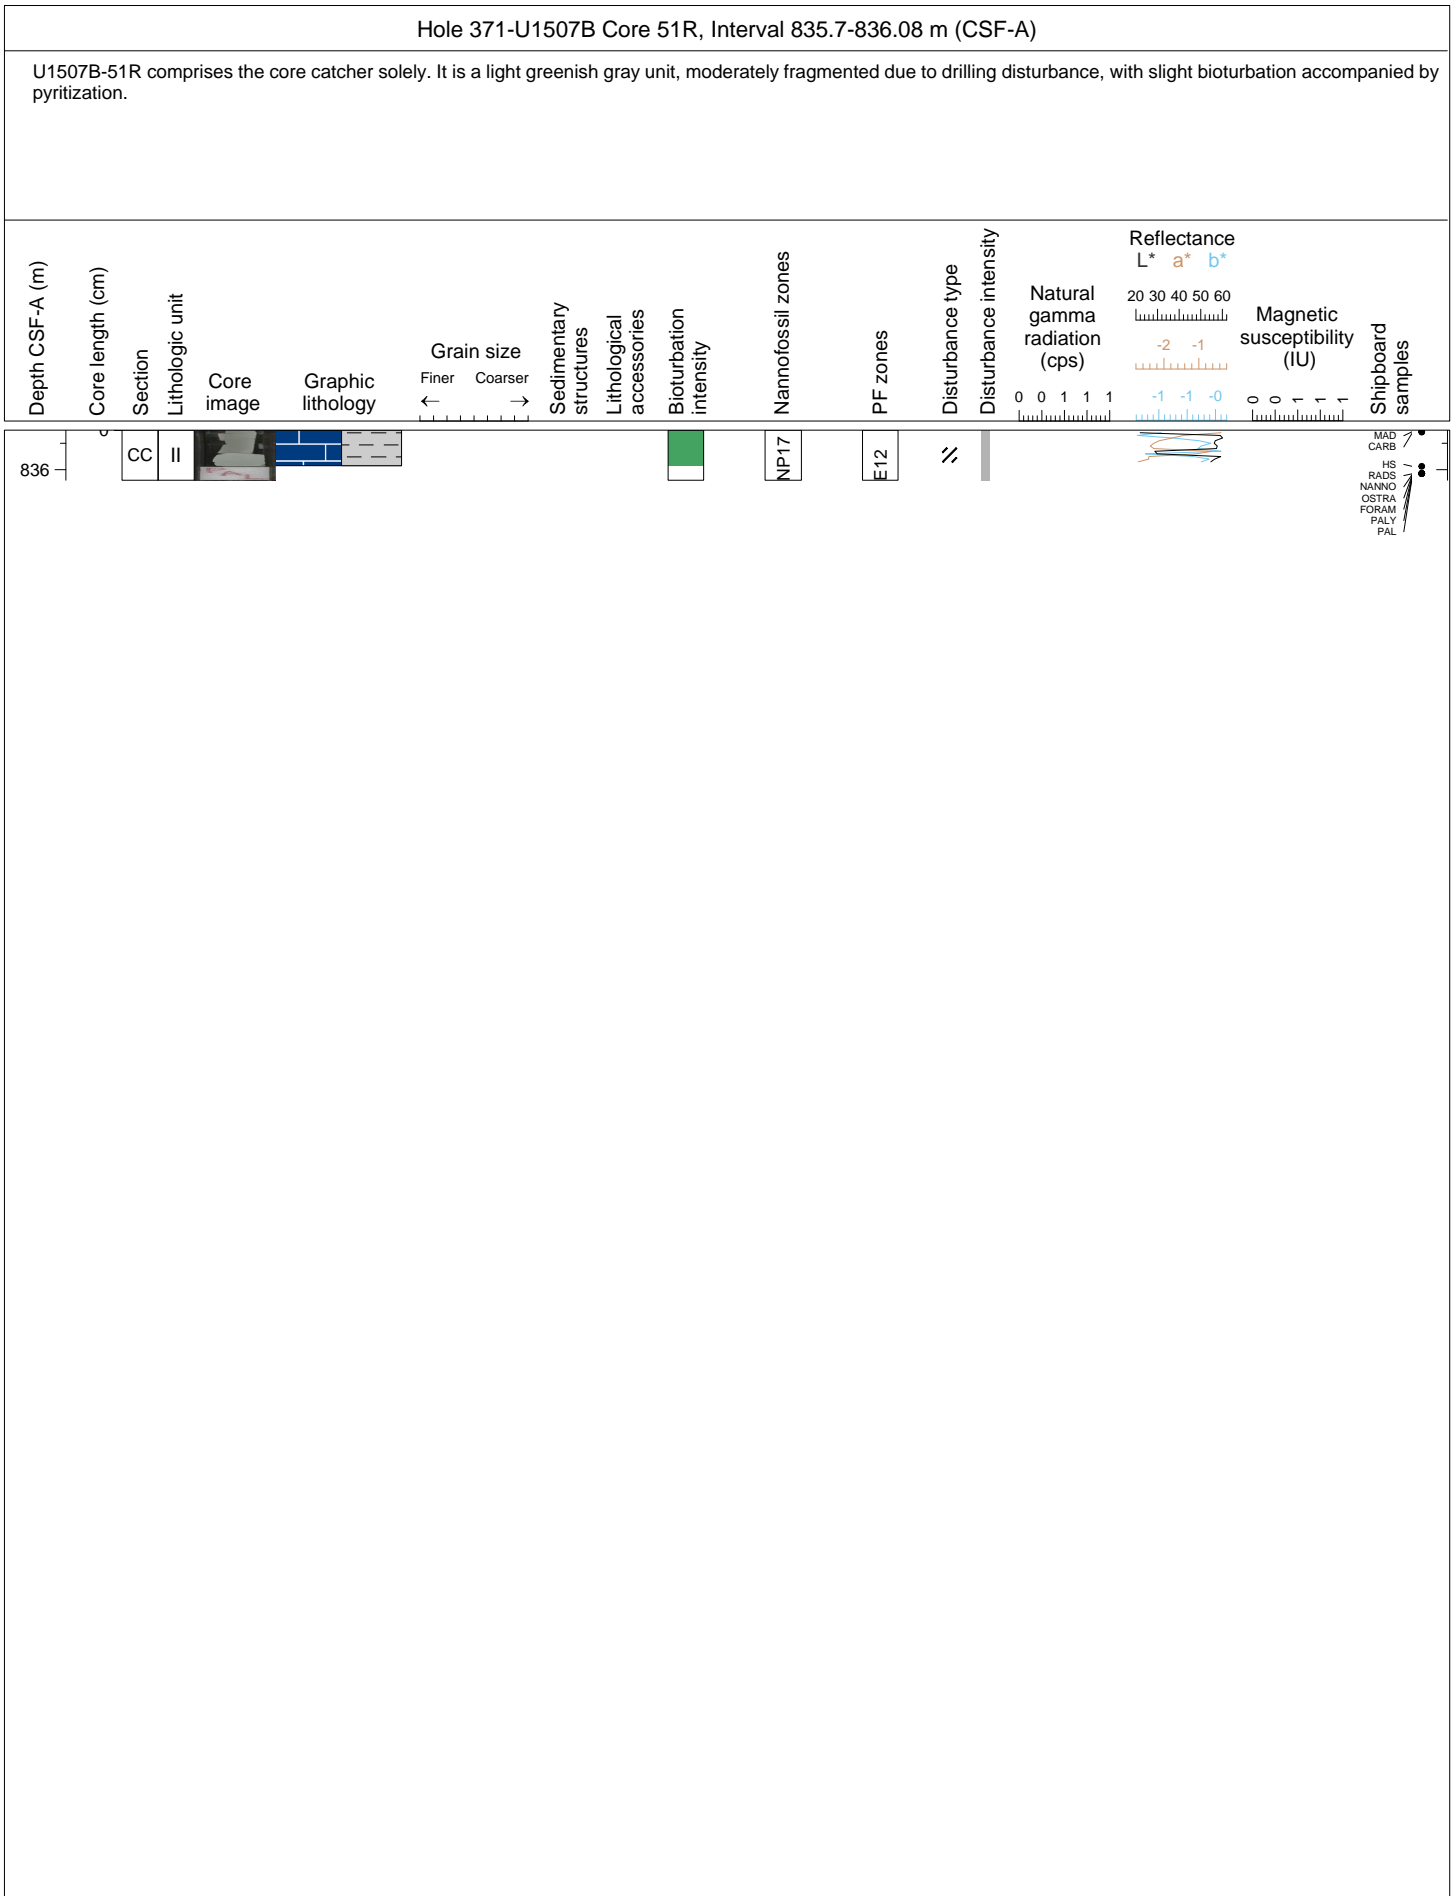 Hole 371-U1507B Core 51R, Interval 835.7-836.08 m (CSF-A)
U1507B-51R comprises the core catcher solely. It is a light greenish gray unit, moderately fragmented due to drilling disturbance, with slight bioturbation accompanied by
pyritization.
Depth CSF-A (m)
Core length (cm)
Section
Lithologic unit
Core
image
Graphic
lithology
Grain size
Finer Coarser
← →
Sedimentary
structures
Lithological
accessories
Bioturbation
intensity
Nannofossil zones
PF zones
Disturbance type
Disturbance intensity
Natural
gamma
radiation
(cps)
0 0 1 1 1
Reflectance
L* a* b*
20 30 40 50 60
-2 -1
-1 -1 -0
Magnetic
susceptibility
(IU)
0 0 1 1 1
Shipboard
samples
836
0
CC
II
NP17
E12
MAD
CARB
HS
RADS
NANNO
OSTRA
FORAM
PALY
PAL